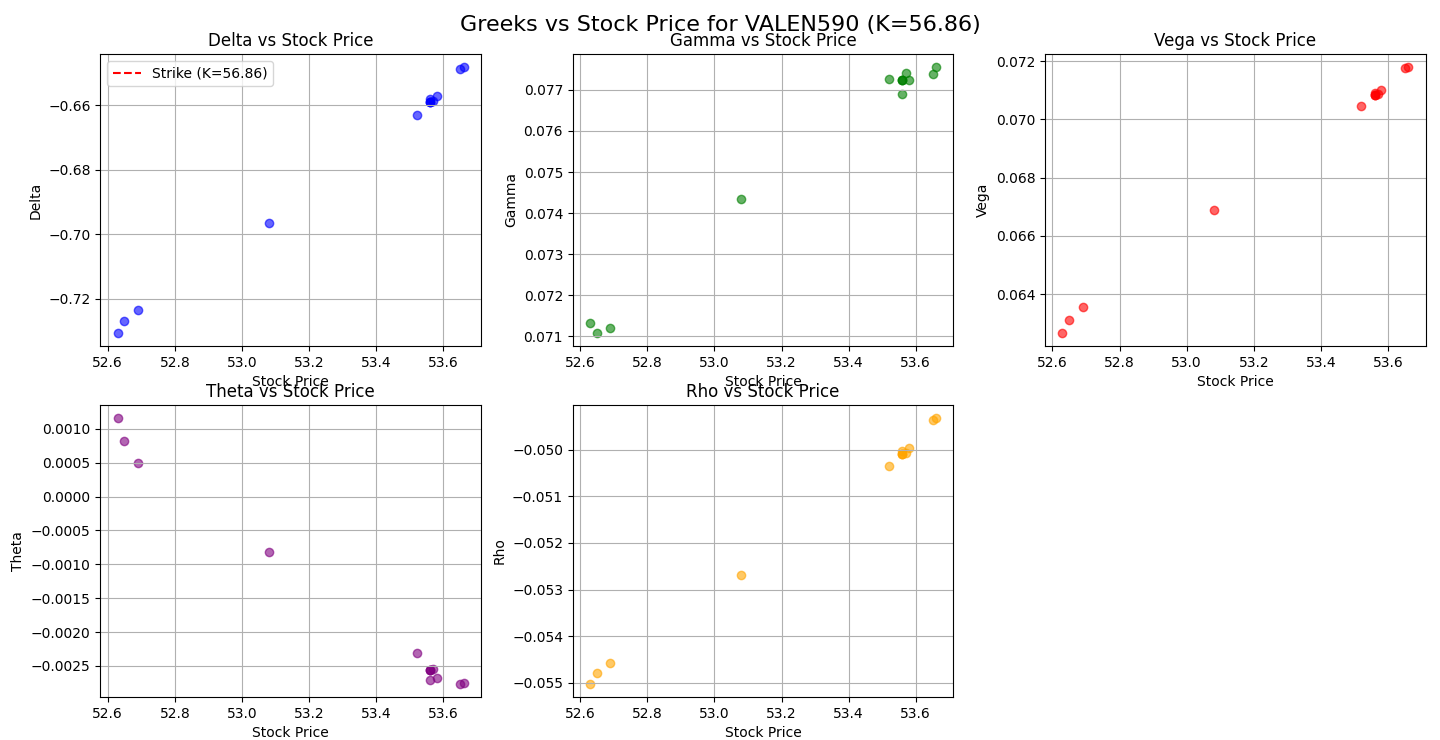 Greeks vs Stock Price for VALEN590 (K=56.86)
Delta vs Stock Price
Strike (K=56.86)
Delta
−0.66
−0.68
−0.70
−0.72
52.6 52.8 53.0 53.2 53.4 53.6
Stock Price
Gamma vs Stock Price
Gamma
0.077
0.076
0.075
0.074
0.073
0.072
0.071
52.6 52.8 53.0 53.2 53.4 53.6
Stock Price
Vega vs Stock Price
Vega
0.072
0.070
0.068
0.066
0.064
52.6 52.8 53.0 53.2 53.4 53.6
Stock Price
Theta vs Stock Price
Theta
0.0010
0.0005
0.0000
−0.0005
−0.0010
−0.0015
−0.0020
−0.0025
52.6 52.8 53.0 53.2 53.4 53.6
Stock Price
Rho vs Stock Price
Rho
−0.050
−0.051
−0.052
−0.053
−0.054
−0.055
52.6 52.8 53.0 53.2 53.4 53.6
Stock Price